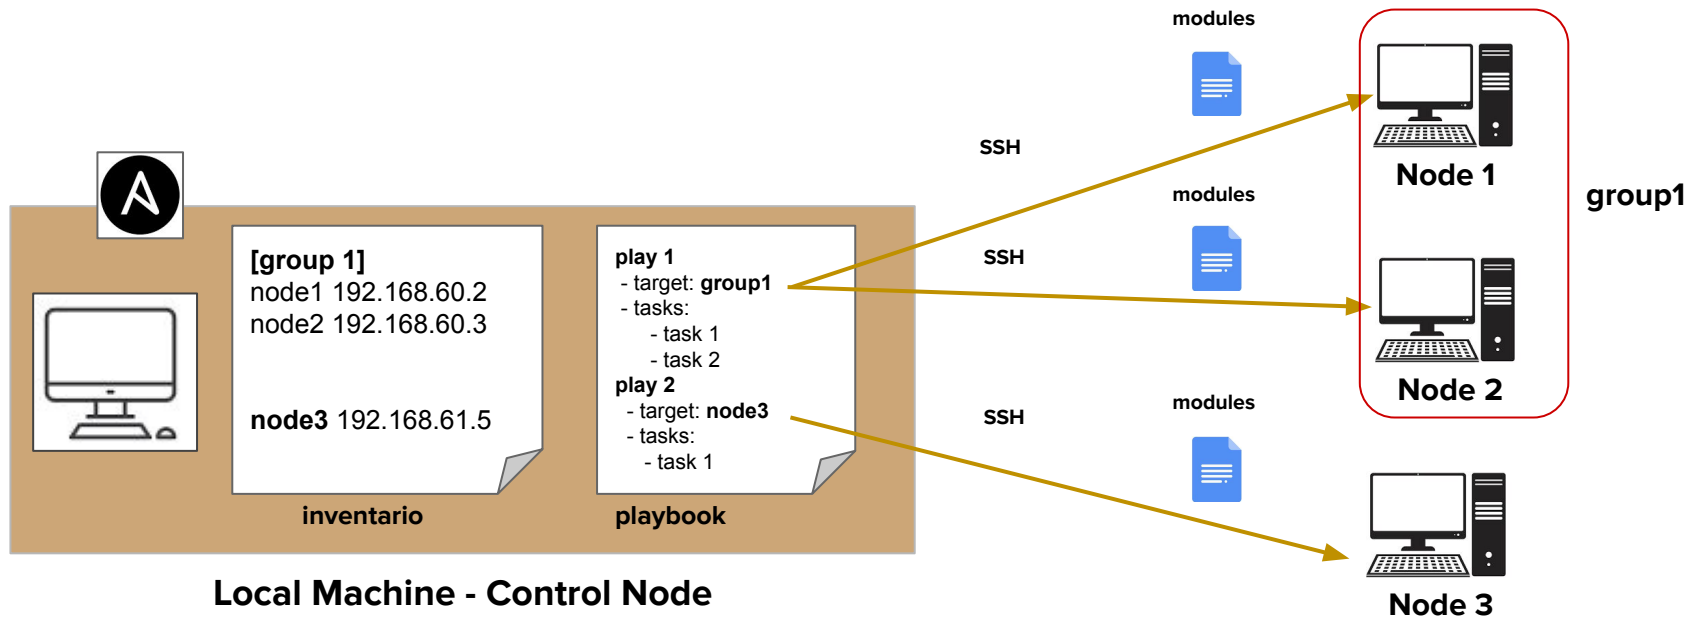 [group 1]
node1 192.168.60.2
node2 192.168.60.3
node3 192.168.61.5
inventario
play 1
- target: group1
- tasks:
- task 1
- task 2
play 2
- target: node3
- tasks:
- task 1
playbook
Local Machine - Control Node
SSH
SSH
SSH
modules
modules
modules
Node 1
Node 2
group1
Node 3